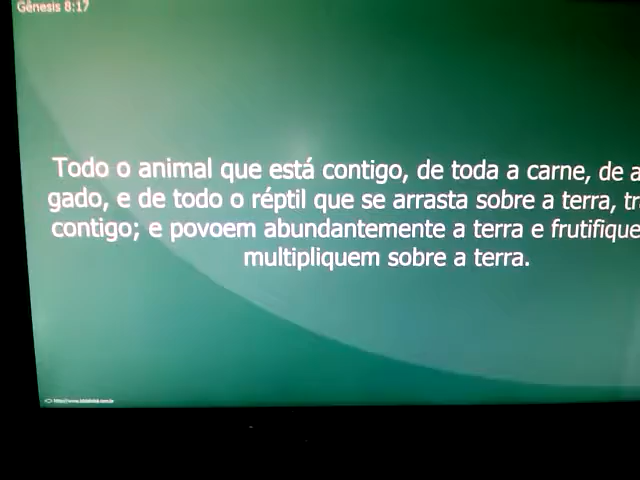 Gênesis 8:17
Todo o animal que está contigo, de toda a carne, de a
gado, e de todo o réptil que se arrasta sobre a terra, tr
contigo; e povoem abundantemente a terra e frutifique
multipliquem sobre a terra.